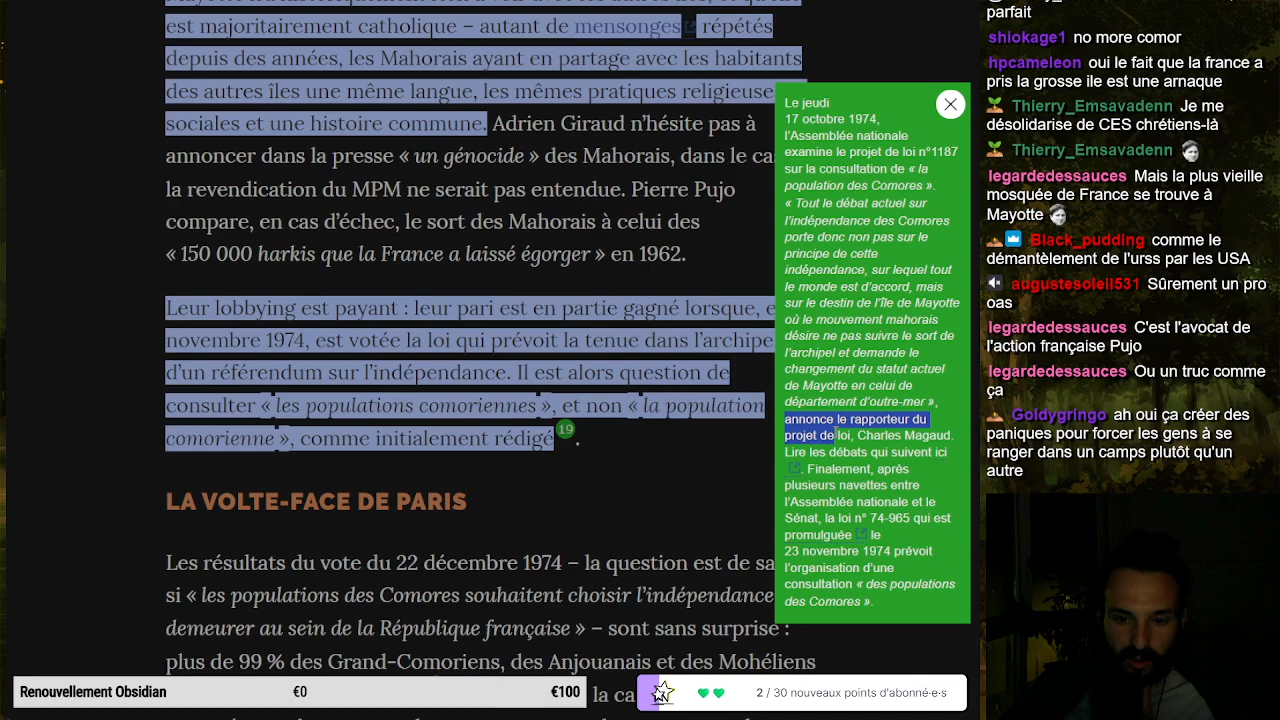 est majoritairement catholique – autant de mensonges répétés
depuis des années, les Mahorais ayant en partage avec les habitants
des autres îles une même langue, les mêmes pratiques religieuse
sociales et une histoire commune. Adrien Giraud n’hésite pas à
annoncer dans la presse « un génocide » des Mahorais, dans le ca
la revendication du MPM ne serait pas entendue. Pierre Pujo
compare, en cas d’échec, le sort des Mahorais à celui des
« 150 000 harkis que la France a laissé égorger » en 1962.
Leur lobbying est payant : leur pari est en partie gagné lorsque, e
novembre 1974, est votée la loi qui prévoit la tenue dans l’archipe
d’un référendum sur l’indépendance. Il est alors question de
consulter « les populations comoriennes », et non « la population
comorienne », comme initialement rédigé 19 .
LA VOLTE-FACE DE PARIS
Les résultats du vote du 22 décembre 1974 – la question est de sa
si « les populations des Comores souhaitent choisir l’indépendance
demeurer au sein de la République française » – sont sans surprise :
plus de 99 % des Grand-Comoriens, des Anjouanais et des Mohéliens
la ca
Le jeudi
17 octobre 1974,
l’Assemblée nationale
examine le projet de loi n°1187
sur la consultation de « la
population des Comores ».
« Tout le débat actuel sur
l’indépendance des Comores
porte donc non pas sur le
principe de cette
indépendance, sur lequel tout
le monde est d’accord, mais
sur le destin de l’île de Mayotte
où le mouvement mahorais
désire ne pas suivre le sort de
l’archipel et demande le
changement du statut actuel
de Mayotte en celui de
département d’outre-mer »,
annonce le rapporteur du
projet de loi, Charles Magaud.
Lire les débats qui suivent ici
. Finalement, après
plusieurs navettes entre
l’Assemblée nationale et le
Sénat, la loi n° 74-965 qui est
promulguée le
23 novembre 1974 prévoit
l’organisation d’une
consultation « des populations
des Comores ».
parfait
shiokage1 no more comor
hpcameleon oui le fait que la france a
pris la grosse ile est une arnaque
Thierry_Emsavadenn Je me
désolidarise de CES chrétiens-là
Thierry_Emsavadenn
legardedessauces Mais la plus vieille
mosquée de France se trouve à
Mayotte
Black_pudding comme le
démantèlement de l'urss par les USA
augustesoleil531 Sûrement un pro
oas
legardedessauces C'est l'avocat de
l'action française Pujo
legardedessauces Ou un truc comme
ça
Goldygringo ah oui ça créer des
paniques pour forcer les gens à se
ranger dans un camps plutôt qu'un
autre
Renouvellement Obsidian €0 €100
2 / 30 nouveaux points d'abonné·e·s